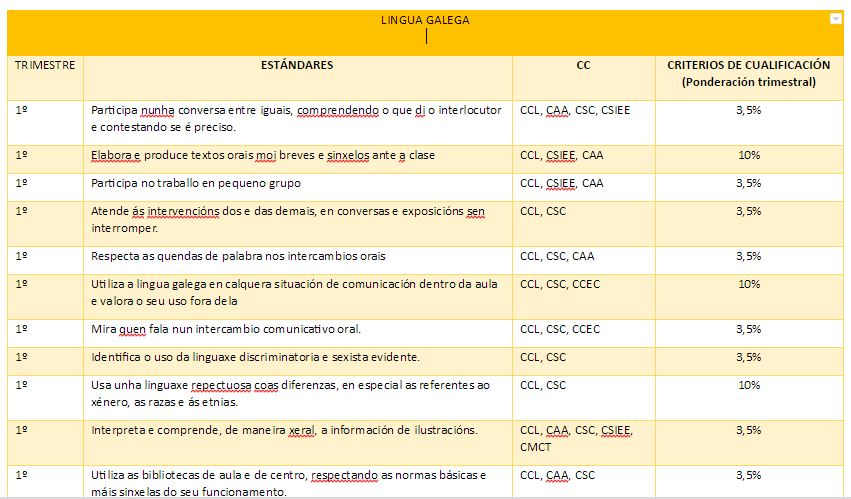 LINGUA GALEGA
TRIMESTRE ESTÁNDARES CC CRITERIOS DE CUALIFICACIÓN
(Ponderación trimestral)
1º Participa nunha conversa entre iguais, comprendendo o que di o interlocutor CCL, CAA, CSC, CSIEE 3,5%
e contestando se é preciso.
1º Elabora e produce textos orais moi breves e sinxelos ante a clase CCL, CSIEE, CAA 10%
1º Participa no traballo en pequeno grupo CCL, CSIEE, CAA 3,5%
1º Atende ás intervencións dos e das demais, en conversas e exposicións sen CCL, CSC 3,5%
interromper.
1º Respecta as quendas de palabra nos intercambios orais CCL, CSC, CAA 3,5%
1º Utiliza a lingua galega en calquera situación de comunicación dentro da aula CCL, CSC, CCEC 10%
e valora o seu uso fora dela
1º Mira quen fala nun intercambio comunicativo oral. CCL, CSC, CCEC 3,5%
1º Identifica o uso da linguaxe discriminatoria e sexista evidente. CCL, CSC 3,5%
1º Usa unha linguaxe repectuosa coas diferenzas, en especial as referentes ao CCL, CSC 10%
xénero, as razas e ás etnias.
1º Interpreta e comprende, de maneira xeral, a información de ilustracións. CCL, CAA, CSC, CSIEE, 3,5%
CMCT
1º Utiliza as bibliotecas de aula e de centro, respectando as normas básicas e CCL, CAA, CSC 3,5%
máis sinxelas do seu funcionamento.